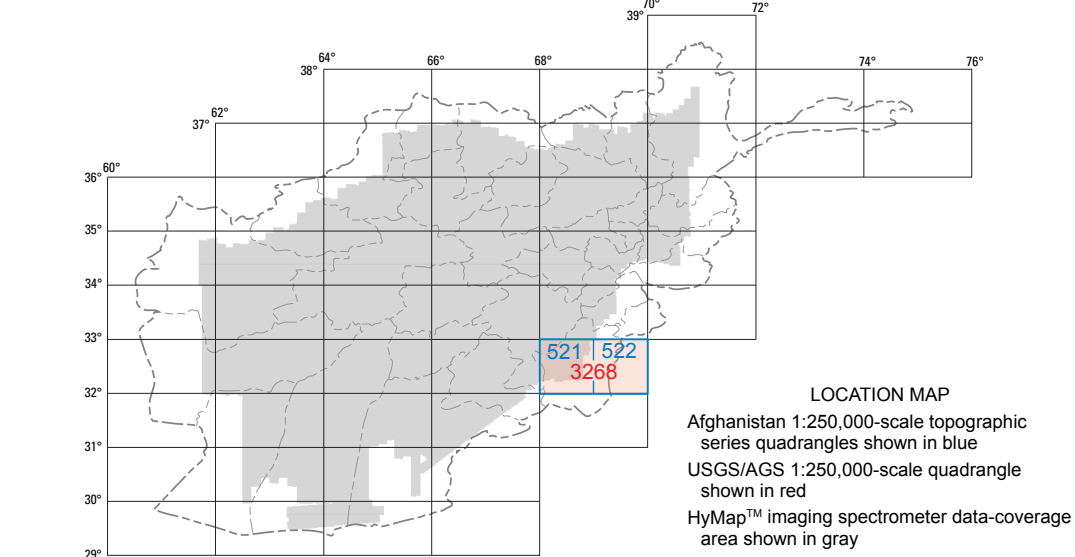 70°
39° 72°
64° 66° 68°
38° 74° 76°
62°
37°
60°
36°
35°
34°
33°
521 522
3268
32°
LOCATION MAP
Afghanistan 1:250,000-scale topographic
series quadrangles shown in blue
31°
USGS/AGS 1:250,000-scale quadrangle
shown in red
30°
HyMap™ imaging spectrometer data-coverage
area shown in gray
29°